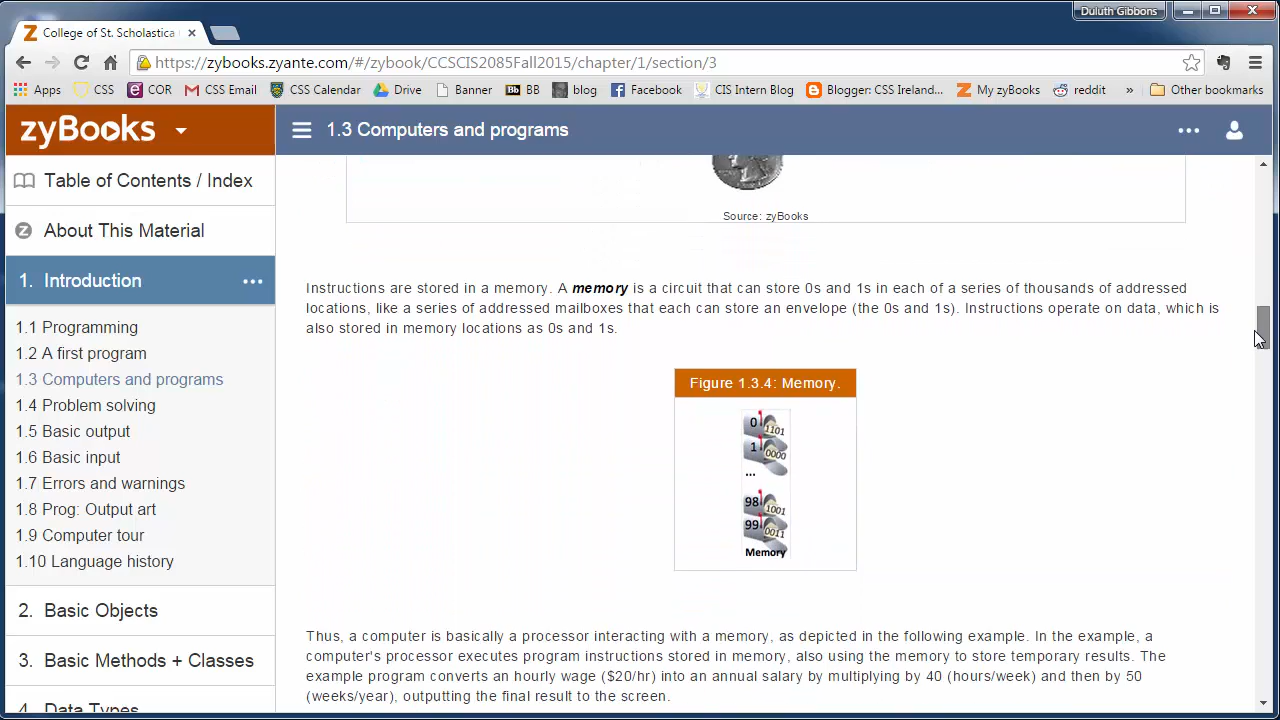 Duluth Gibbons
College of St. Scholastica
https://zybooks.zyante.com/#/zybook/CCSCIS2085Fall2015/chapter/1/section/3
Apps CSS COR CSS Email CSS Calendar Drive Banner Bb BB blog Facebook CIS Intern Blog Blogger: CSS Ireland... My zyBooks reddit » Other bookmarks
zyBooks
1.3 Computers and programs
Table of Contents / Index
About This Material
1. Introduction
1.1 Programming
1.2 A first program
1.3 Computers and programs
1.4 Problem solving
1.5 Basic output
1.6 Basic input
1.7 Errors and warnings
1.8 Prog: Output art
1.9 Computer tour
1.10 Language history
2. Basic Objects
3. Basic Methods + Classes
4. Data Types
Source: zyBooks
Instructions are stored in a memory. A memory is a circuit that can store 0s and 1s in each of a series of thousands of addressed
locations, like a series of addressed mailboxes that each can store an envelope (the 0s and 1s). Instructions operate on data, which is
also stored in memory locations as 0s and 1s.
Figure 1.3.4: Memory.
0 1101
1 0000
...
98 1001
99 0011
Memory
Thus, a computer is basically a processor interacting with a memory, as depicted in the following example. In the example, a
computer's processor executes program instructions stored in memory, also using the memory to store temporary results. The
example program converts an hourly wage ($20/hr) into an annual salary by multiplying by 40 (hours/week) and then by 50
(weeks/year), outputting the final result to the screen.